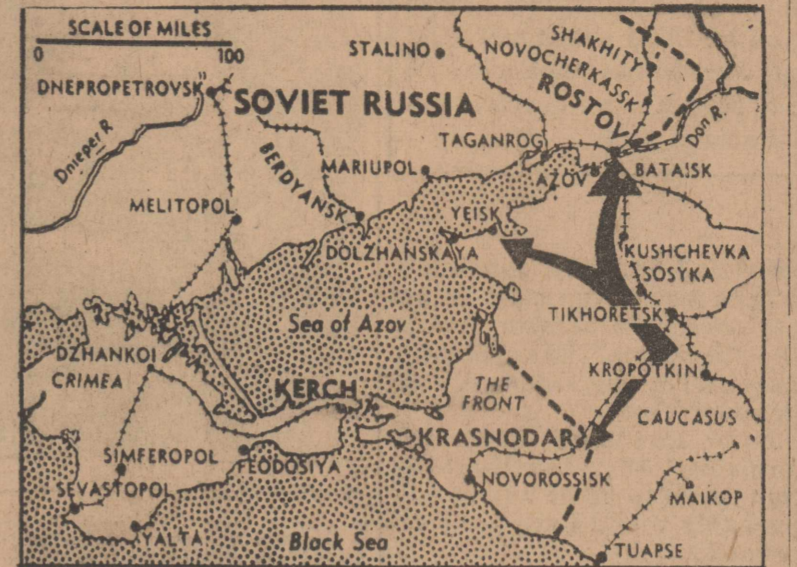 SCALE OF MILES
0 100
STALINO
SHAKHITY
NOVOCHERKASSK
ROSTOV
Don R.
DNEPROPETROVSK
SOVIET RUSSIA
Dnieper R
TAGANROG
BERDYANSK
MARIUPOL
AZOV
BATAISK
MELITOPOL
YEISK
DOLZHANSKAYA
KUSHCHEVKA
SOSYKA
Sea of Azov
TIKHORETSK
DZHANKOI
CRIMEA
KERCH
THE
FRONT
KROPOTKIN
CAUCASUS
KRASNODAR
SIMFEROPOL
FEODOSIYA
NOVOROSSISK
SEVASTOPOL
MAIKOP
YALTA
Black Sea
TUAPSE